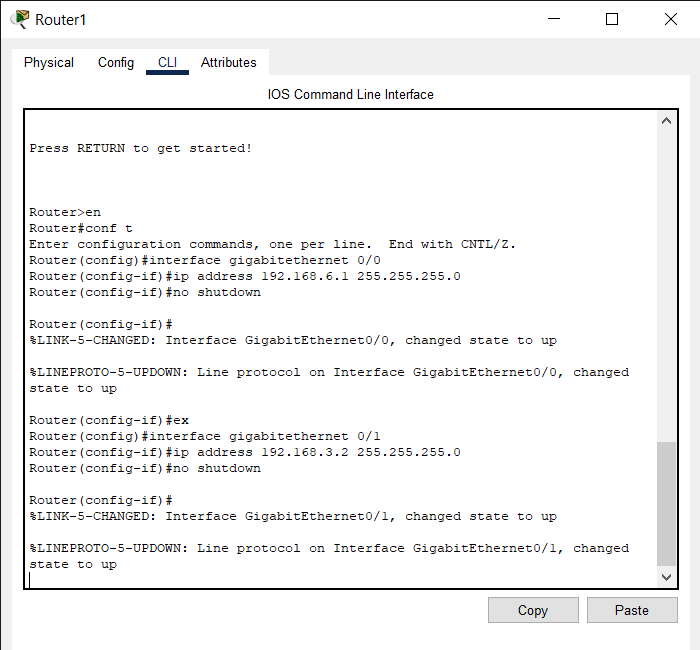 Router1
Physical Config CLI Attributes
IOS Command Line Interface
Press RETURN to get started!
Router>en
Router#conf t
Enter configuration commands, one per line.  End with CNTL/Z.
Router(config)#interface gigabitethernet 0/0
Router(config-if)#ip address 192.168.6.1 255.255.255.0
Router(config-if)#no shutdown
Router(config-if)#
%LINK-5-CHANGED: Interface GigabitEthernet0/0, changed state to up
%LINEPROTO-5-UPDOWN: Line protocol on Interface GigabitEthernet0/0, changed
state to up
Router(config-if)#ex
Router(config)#interface gigabitethernet 0/1
Router(config-if)#ip address 192.168.3.2 255.255.255.0
Router(config-if)#no shutdown
Router(config-if)#
%LINK-5-CHANGED: Interface GigabitEthernet0/1, changed state to up
%LINEPROTO-5-UPDOWN: Line protocol on Interface GigabitEthernet0/1, changed
state to up
Copy Paste